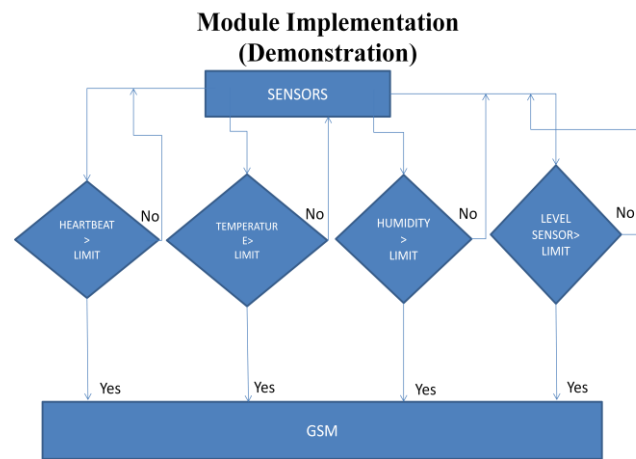 Module Implementation
(Demonstration)
SENSORS
HEARTBEAT
>
LIMIT
No
TEMPERATUR
E>
LIMIT
No
HUMIDITY
>
LIMIT
No
LEVEL
SENSOR>
LIMIT
No
Yes
Yes
Yes
Yes
GSM